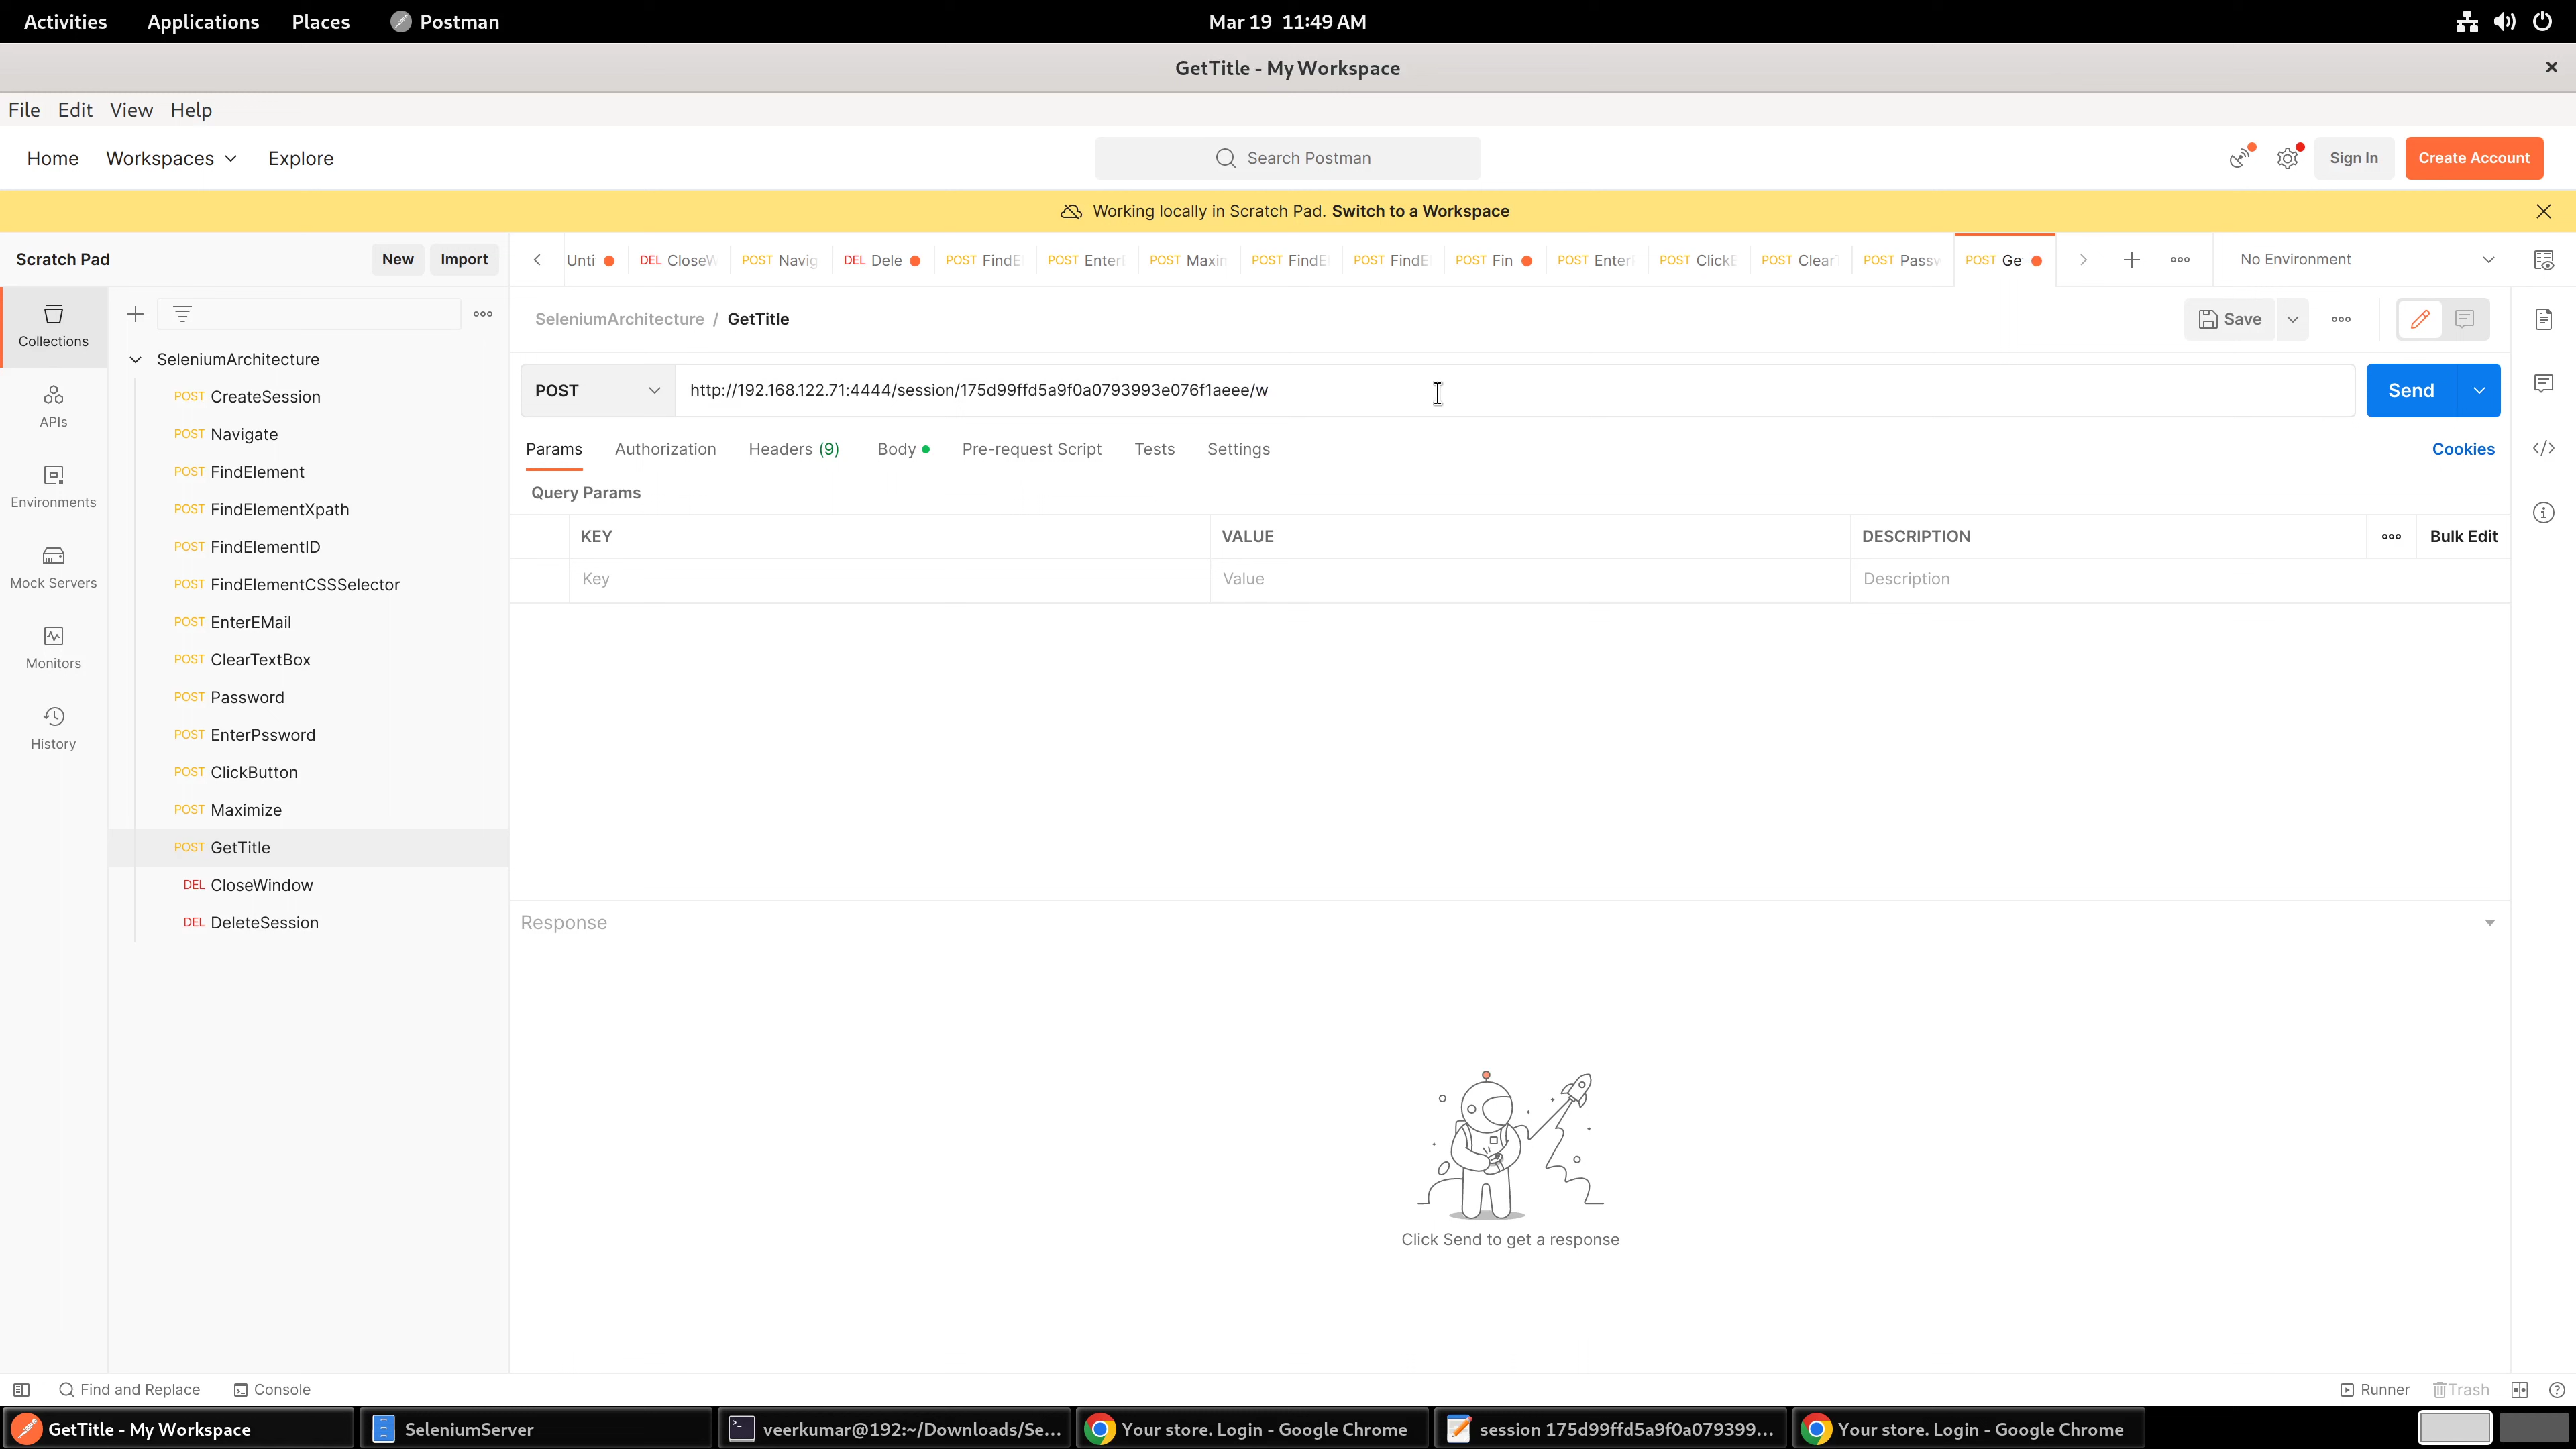 Activities Applications Places Postman Mar 19 11:49 AM
GetTitle - My Workspace
File Edit View Help
Home Workspaces Explore Search Postman Sign In Create Account
Working locally in Scratch Pad. Switch to a Workspace
Scratch Pad New Import Unti DEL CloseW POST Navig DEL Dele POST FindE POST Enter POST Maxin POST FindE POST FindE POST Fin POST Enter POST ClickE POST Clear POST Passw POST Ge No Environment
Collections
SeleniumArchitecture / GetTitle Save
SeleniumArchitecture
POST http://192.168.122.71:4444/session/175d99ffd5a9f0a0793993e076f1aeee/w Send
POST CreateSession
APIs
POST Navigate
Params Authorization Headers (9) Body Pre-request Script Tests Settings Cookies
POST FindElement
Query Params
Environments
POST FindElementXpath
KEY VALUE DESCRIPTION Bulk Edit
POST FindElementID
Key Value Description
Mock Servers
POST FindElementCSSSelector
POST EnterEMail
Monitors
POST ClearTextBox
POST Password
History
POST EnterPssword
POST ClickButton
POST Maximize
POST GetTitle
DEL CloseWindow
DEL DeleteSession
Response
Click Send to get a response
Find and Replace Console Runner Trash
GetTitle - My Workspace SeleniumServer veerkumar@192:~/Downloads/Se... Your store. Login - Google Chrome session 175d99ffd5a9f0a079399... Your store. Login - Google Chrome